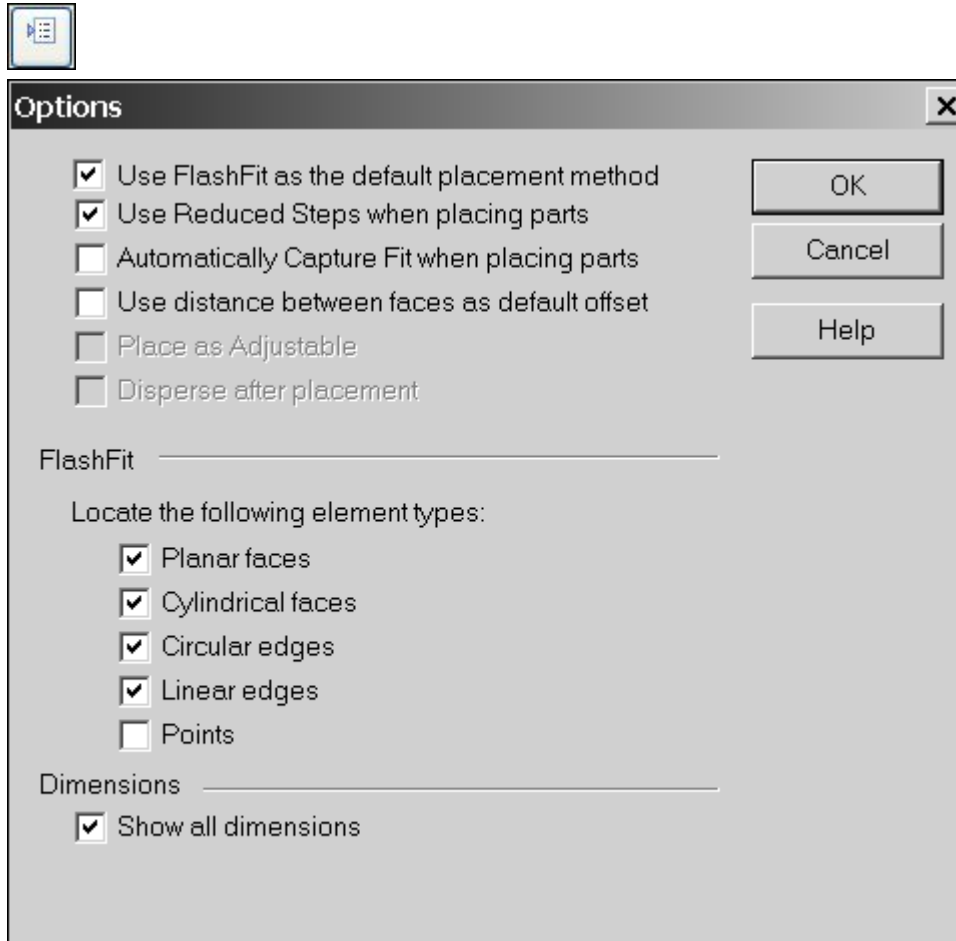 Options
Use FlashFit as the default placement method
OK
Use Reduced Steps when placing parts
Automatically Capture Fit when placing parts
Cancel
Use distance between faces as default offset
Place as Adjustable
Help
Disperse after placement
FlashFit
Locate the following element types:
Planar faces
Cylindrical faces
Circular edges
Linear edges
Points
Dimensions
Show all dimensions